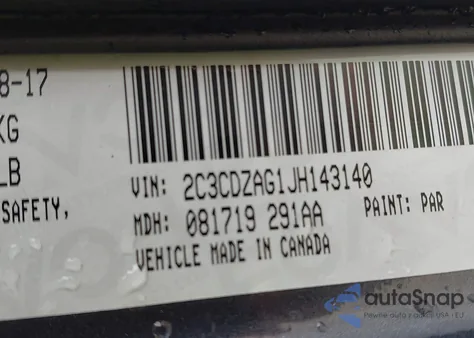 8-17
KG
LB
SAFETY,
VIN: 2C3CDZAG1JH143140
MDH: 081719 291AA PAINT: PAR
VEHICLE MADE IN CANADA
autoSnap